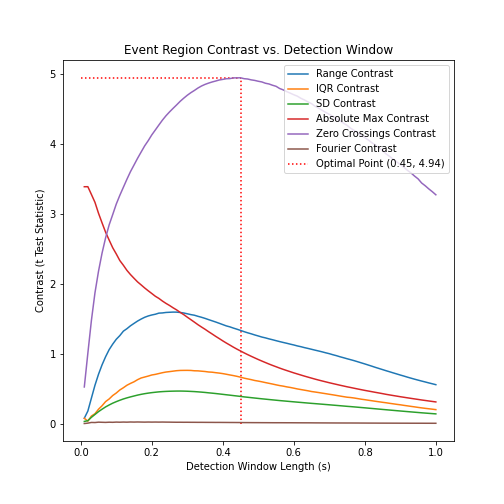 Event Region Contrast vs. Detection Window
Contrast (t Test Statistic)
5
4
3
2
1
0
Range Contrast
IQR Contrast
SD Contrast
Absolute Max Contrast
Zero Crossings Contrast
Fourier Contrast
Optimal Point (0.45, 4.94)
0.0 0.2 0.4 0.6 0.8 1.0
Detection Window Length (s)